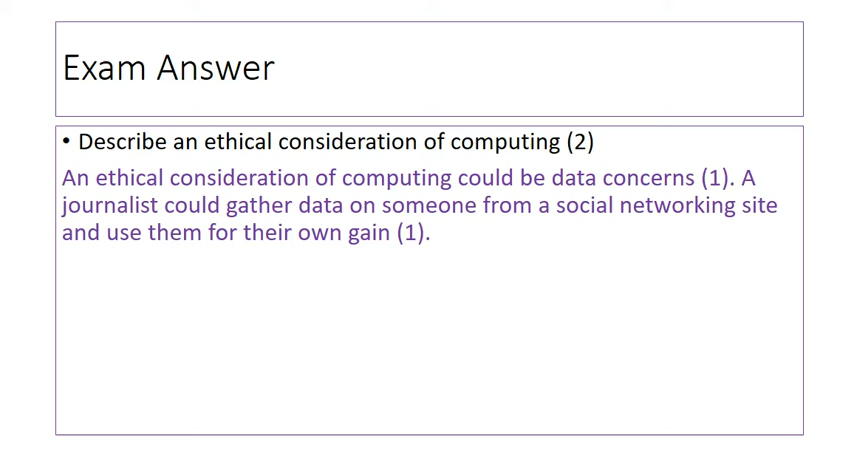 Exam Answer
• Describe an ethical consideration of computing (2)
An ethical consideration of computing could be data concerns (1). A
journalist could gather data on someone from a social networking site
and use them for their own gain (1).